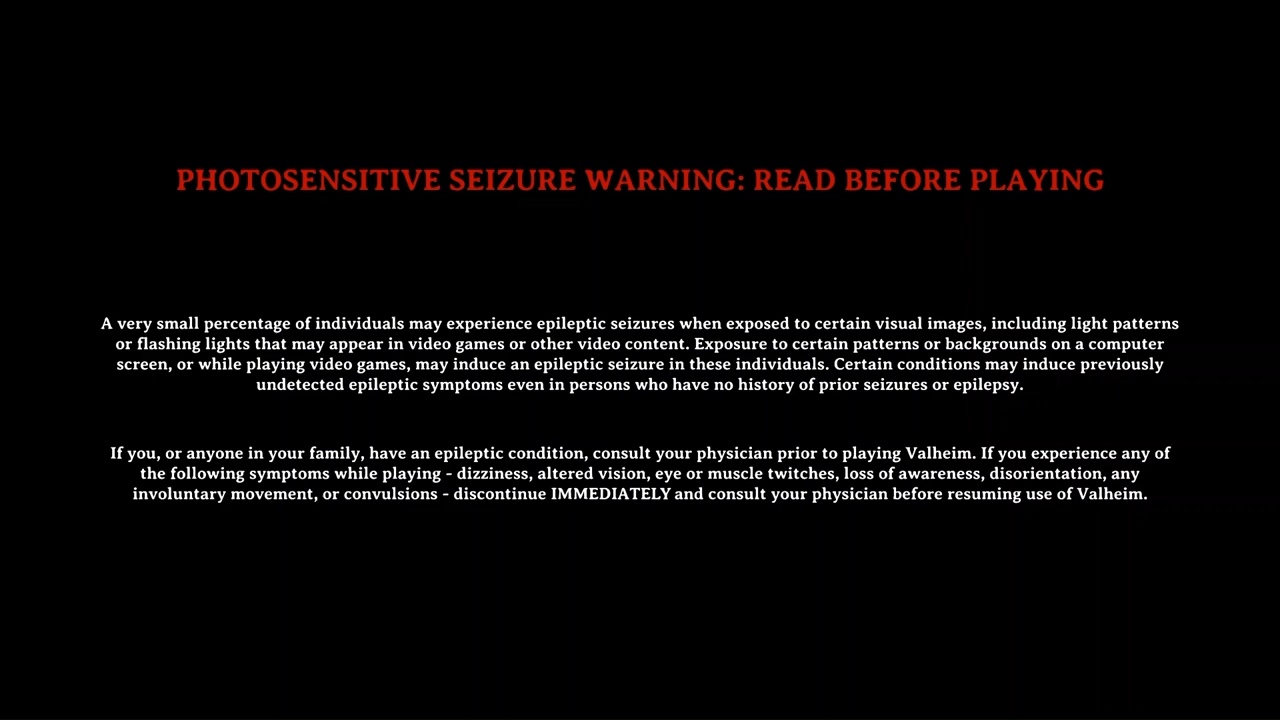 PHOTOSENSITIVE SEIZURE WARNING: READ BEFORE PLAYING
A very small percentage of individuals may experience epileptic seizures when exposed to certain visual images, including light patterns
or flashing lights that may appear in video games or other video content. Exposure to certain patterns or backgrounds on a computer
screen, or while playing video games, may induce an epileptic seizure in these individuals. Certain conditions may induce previously
undetected epileptic symptoms even in persons who have no history of prior seizures or epilepsy.
If you, or anyone in your family, have an epileptic condition, consult your physician prior to playing Valheim. If you experience any of
the following symptoms while playing - dizziness, altered vision, eye or muscle twitches, loss of awareness, disorientation, any
involuntary movement, or convulsions - discontinue IMMEDIATELY and consult your physician before resuming use of Valheim.